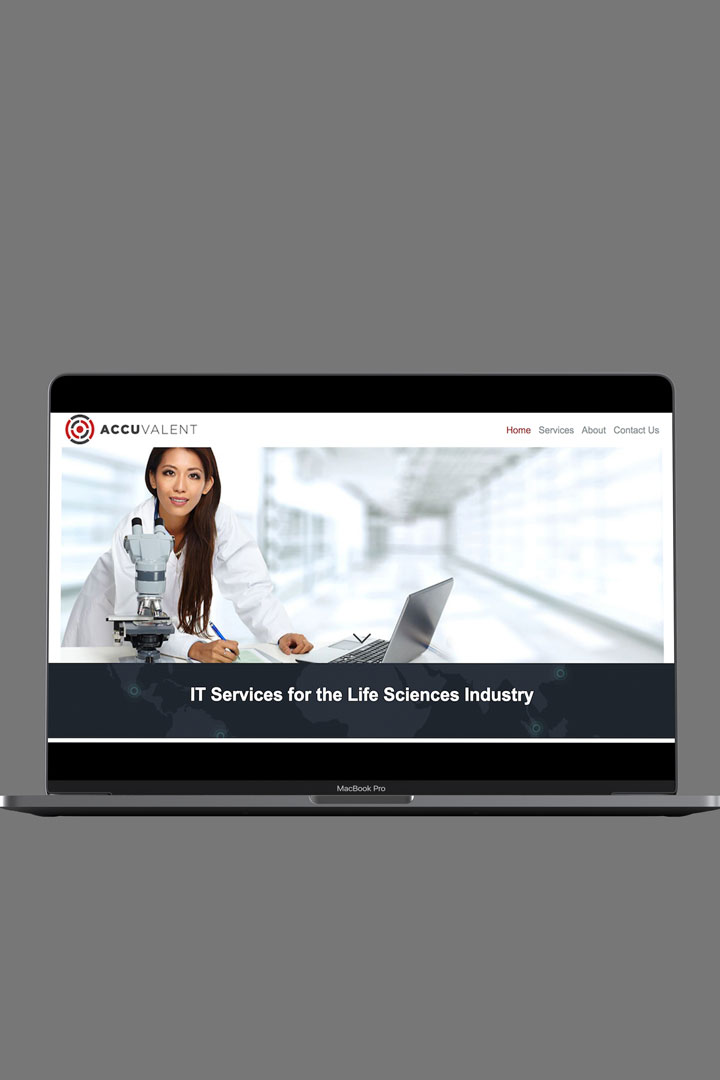 ACCUVALENT
Home Services About Contact Us
IT Services for the Life Sciences Industry
MacBook Pro